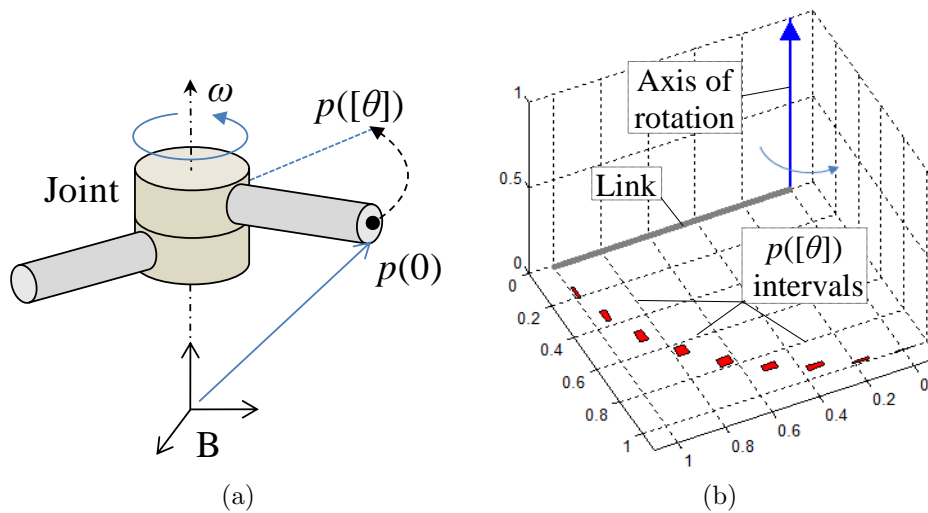 ω
p([θ])
Joint
p(0)
B
(a)
1
0.5
0
Axis of
rotation
Link
p([θ])
intervals
0
0.2
0.4
0.6
0.8
1
1
0.8
0.6
0.4
0.2
0
(b)